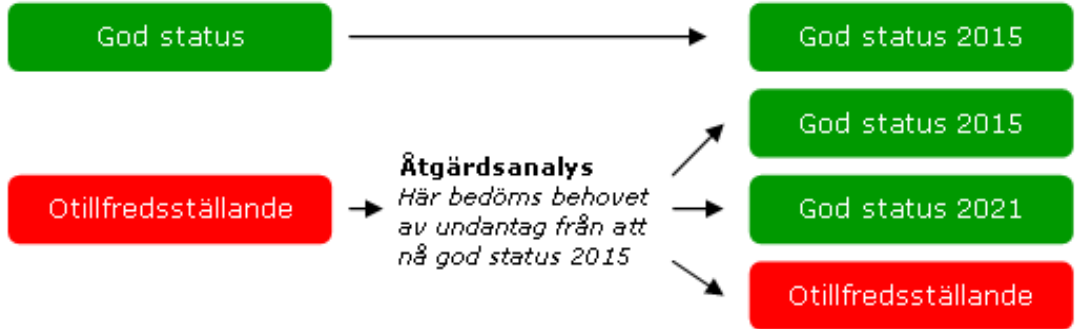 God status
God status 2015
God status 2015
Otillfredsställande
Åtgärdsanalys
Här bedöms behovet
av undantag från att
nå god status 2015
God status 2021
Otillfredsställande